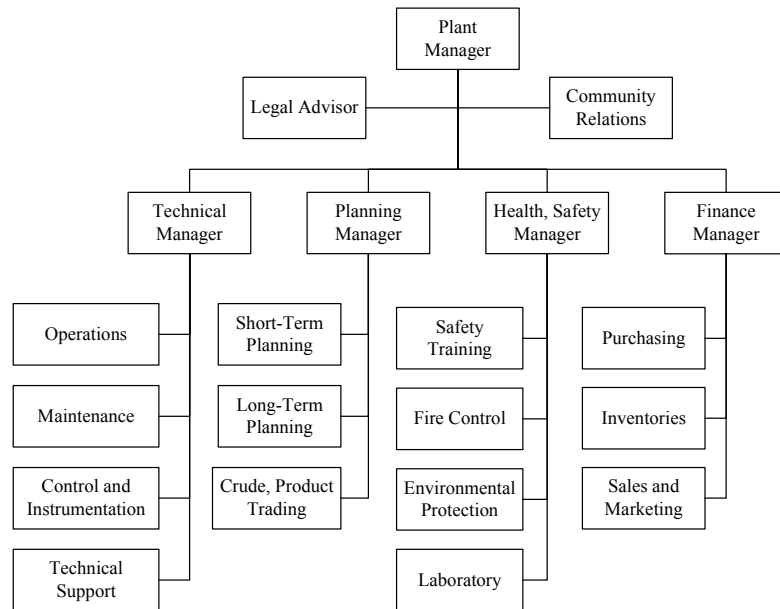 Plant
Manager
Legal Advisor
Community
Relations
Technical
Manager
Planning
Manager
Health, Safety
Manager
Finance
Manager
Operations
Maintenance
Control and
Instrumentation
Technical
Support
Short-Term
Planning
Long-Term
Planning
Crude, Product
Trading
Safety
Training
Fire Control
Environmental
Protection
Laboratory
Purchasing
Inventories
Sales and
Marketing